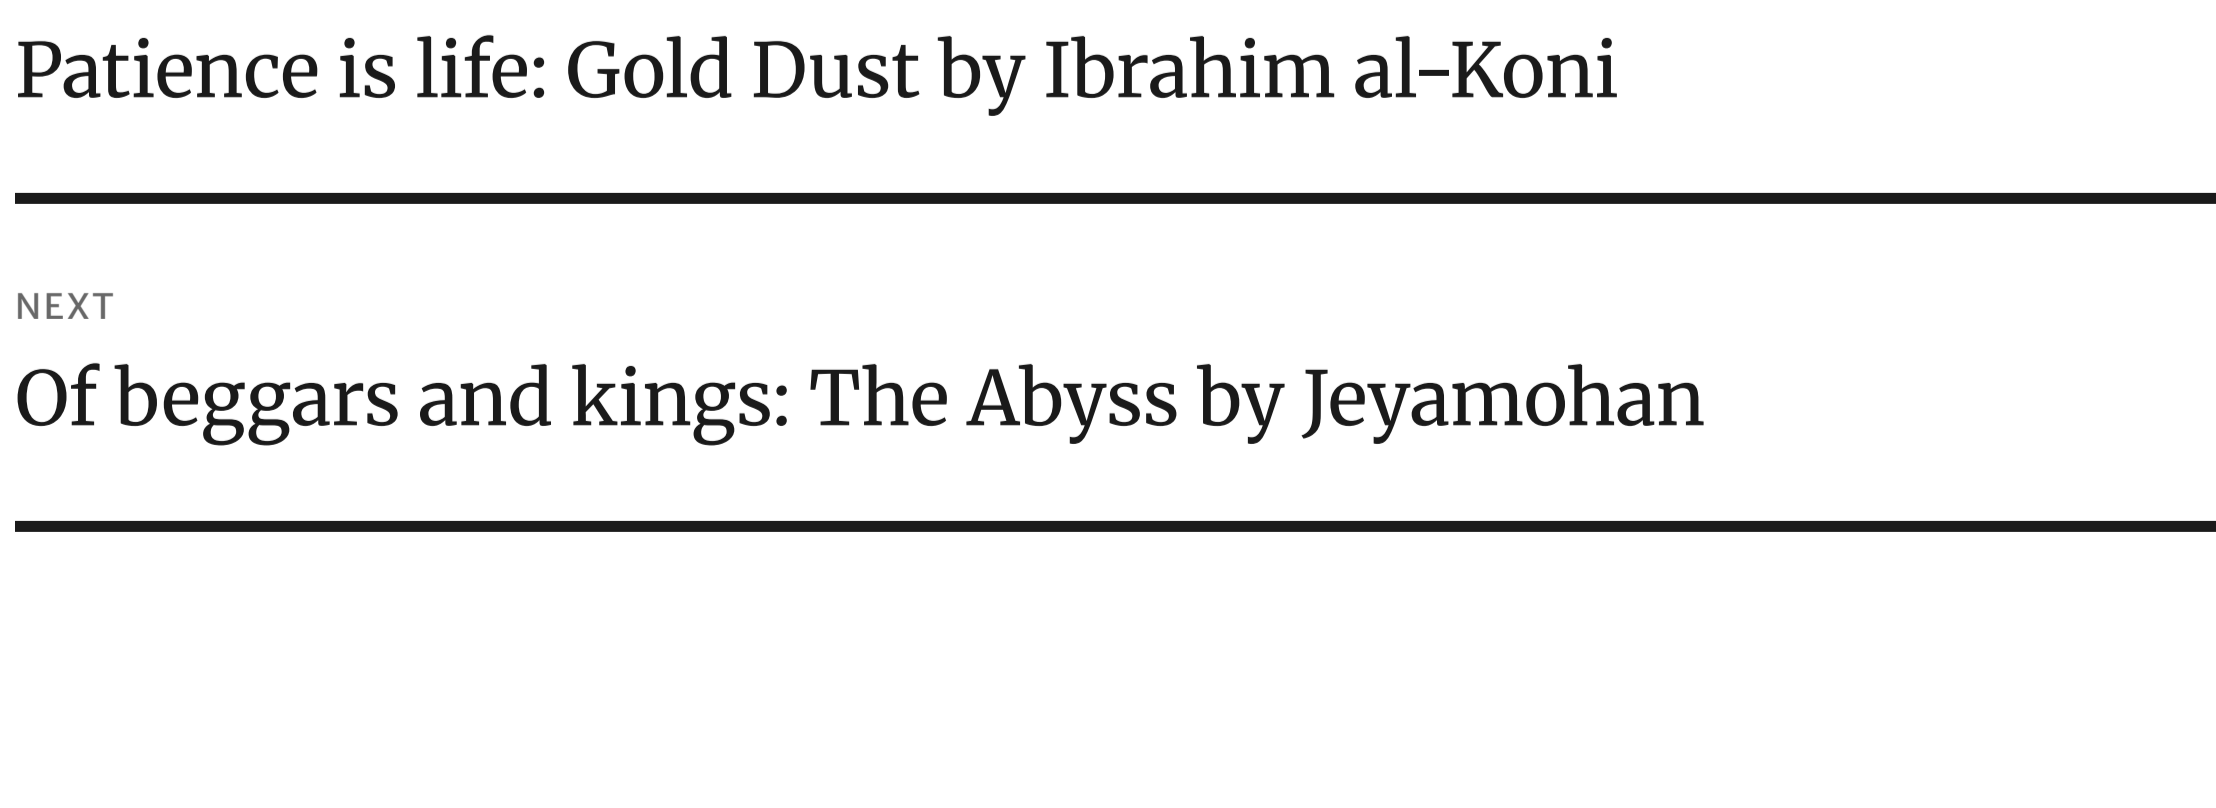 Patience is life: Gold Dust by Ibrahim al-Koni
NEXT
Of beggars and kings: The Abyss by Jeyamohan